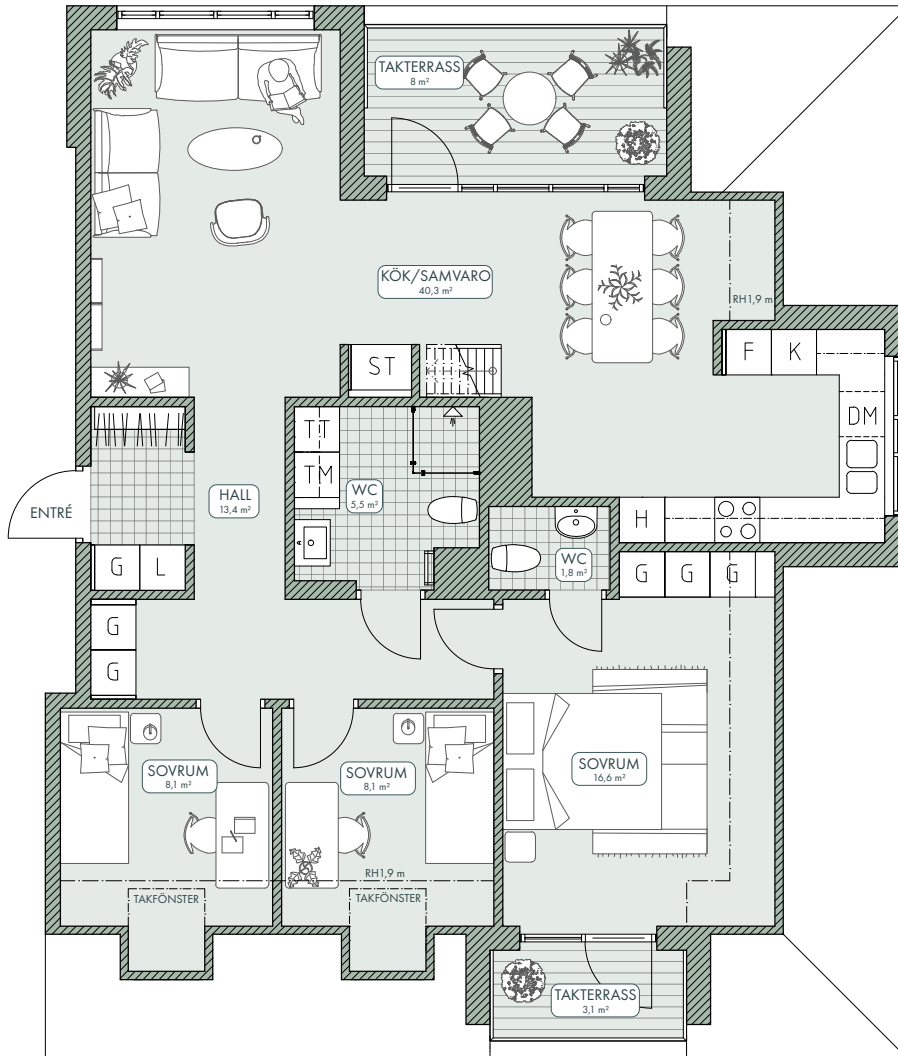 TAKTERRASS
8 m²
KÖK/SAMVARO
40,3 m²
RH1,9 m
F
K
ST
DM
TT
TM
WC
5,5 m²
HALL
13,4 m²
ENTRÉ
H
WC
1,8 m²
G
L
G
G
G
G
G
SOVRUM
16,6 m²
SOVRUM
8,1 m²
SOVRUM
8,1 m²
RH1,9 m
TAKFÖNSTER
TAKFÖNSTER
TAKTERRASS
3,1 m²